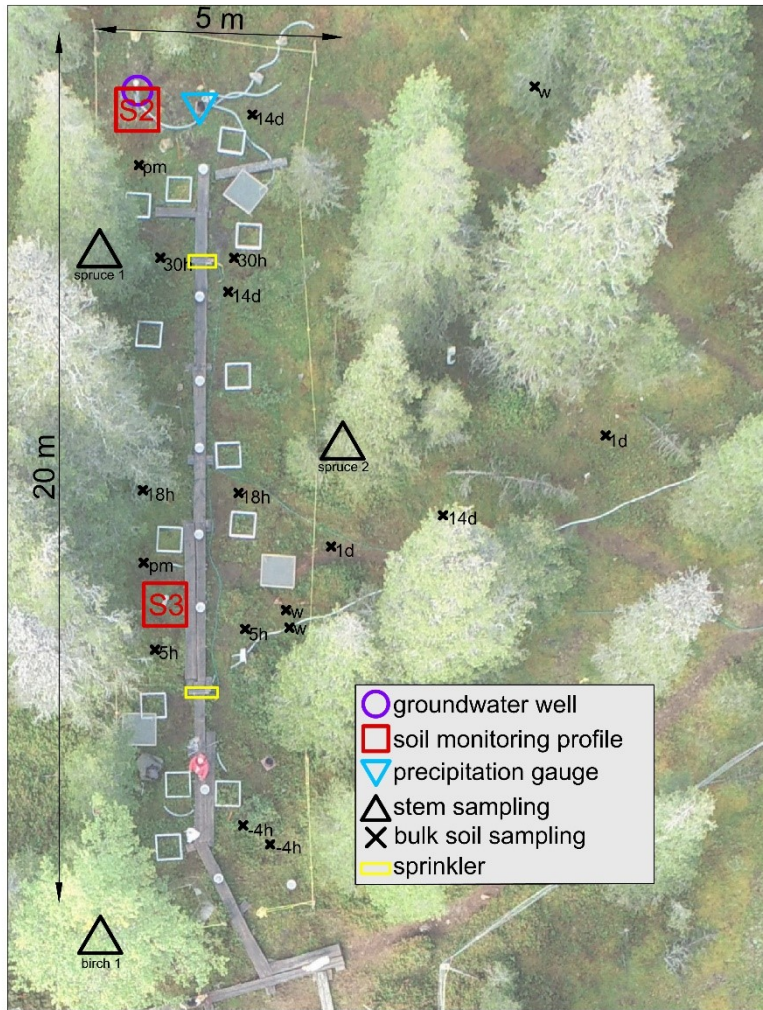 5 m
S2
w
14d
pm
spruce 1
30h
30h
14d
20 m
spruce 2
1d
18h
18h
14d
1d
pm
S3
w
w
5h
5h
groundwater well
soil monitoring profile
precipitation gauge
stem sampling
bulk soil sampling
sprinkler
-4h
-4h
birch 1